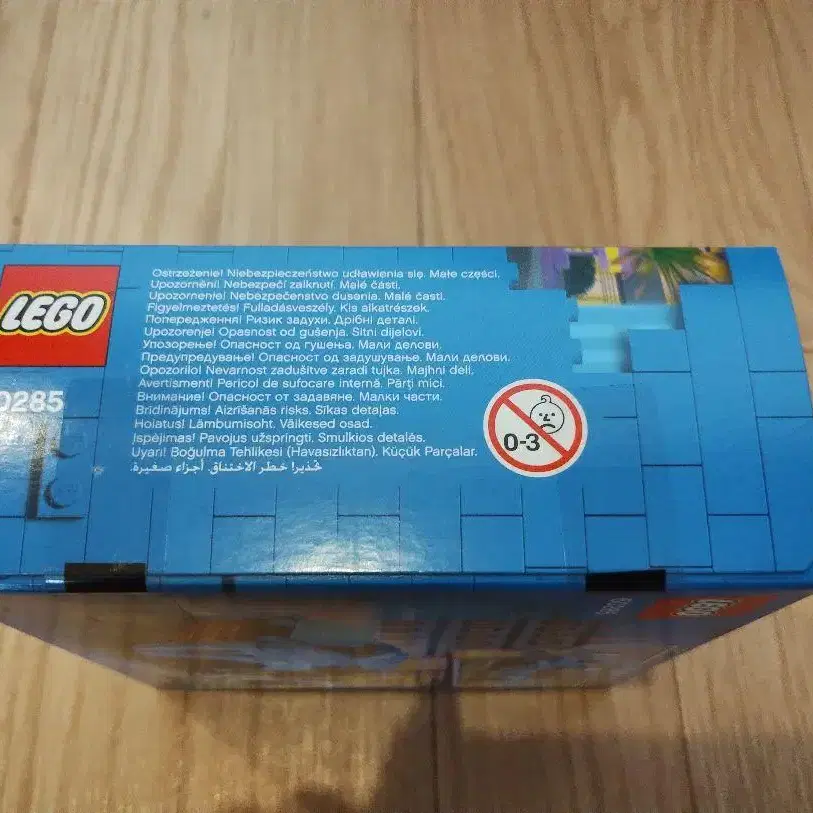 LEGO
0285
Ostrzeżenie! Niebezpieczeństwo udławienia się. Małe części.
Upozornění! Nebezpečí zalknutí. Malé části.
Upozornenie! Nebezpečenstvo dusenia. Malé časti.
Figyelmeztetés! Fulladásveszély. Kis alkatrészek.
Попередження! Ризик задухи. Дрібні деталі.
Upozorenje! Opasnost od gušenja. Sitni dijelovi.
Упозорење! Опасност од гушења. Мали делови.
Предупредување! Опасност од задушување. Мали делови.
Opozorilo! Nevarnost zadušitve zaradi tujka. Majhni deli.
Avertisment! Pericol de sufocare internă. Părţi mici.
Внимание! Опасност от задавяне. Малки части.
Brīdinājums! Aizrīšanās risks. Sīkas detaļas.
Hoiatus! Lämbumisoht. Väikesed osad.
Įspėjimas! Pavojus užspringti. Smulkios detalės.
Uyarı! Boğulma Tehlikesi (Havasızlıktan). Küçük Parçalar.
تحذير! خطر الاختناق. أجزاء صغيرة.
0-3
LEGO